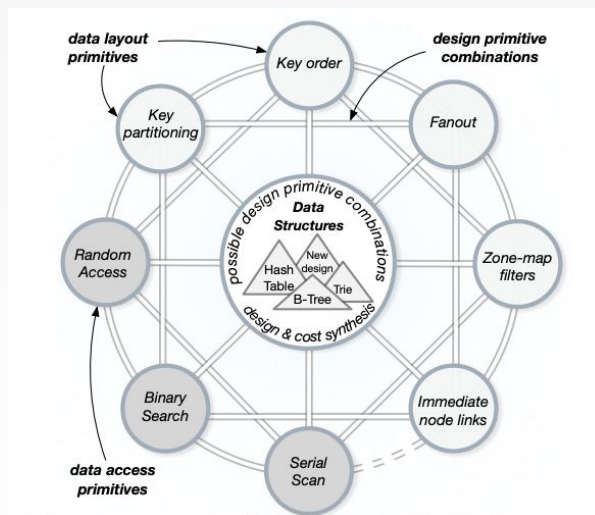 data layout
primitives
design primitive
combinations
Key order
Key
partitioning
Fanout
possible design primitive combinations
Data
Structures
New
design
Hash
Table
Trie
B-Tree
design & cost synthesis
Random
Access
Zone-map
filters
Binary
Search
Immediate
node links
Serial
Scan
data access
primitives